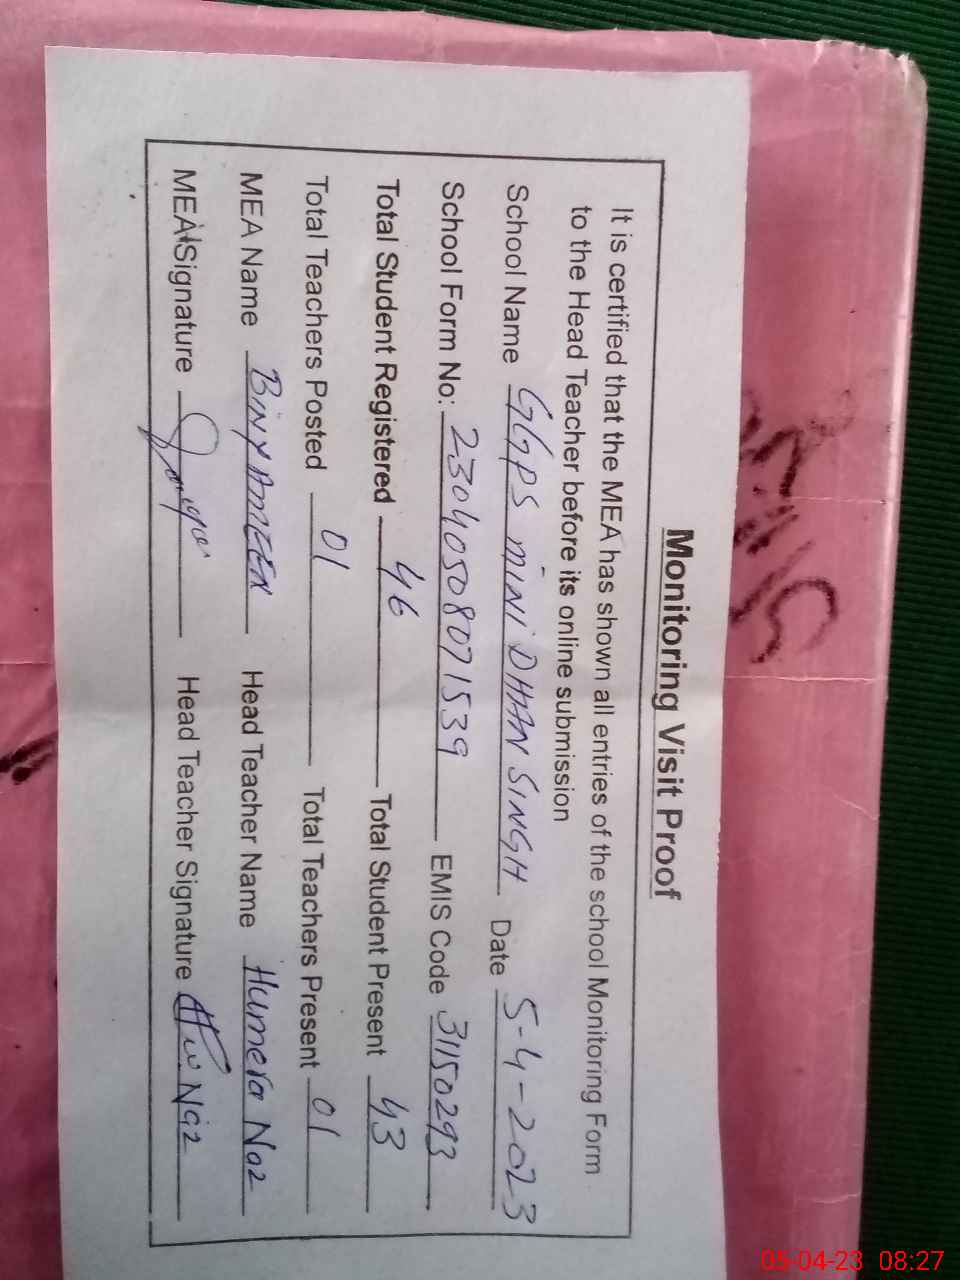 Monitoring Visit Proof
It is certified that the MEA has shown all entries of the school Monitoring Form
to the Head Teacher before its online submission
School Name GGPS MINI DHAN SINGH Date 5-4-2023
School Form No: 23040508071539 EMIS Code 31150293
Total Student Registered 46 Total Student Present 43
Total Teachers Posted 01 Total Teachers Present 01
MEA Name BINYAMEEN Head Teacher Name Humera Naz
MEA Signature Head Teacher Signature Naz
05-04-23 08:27